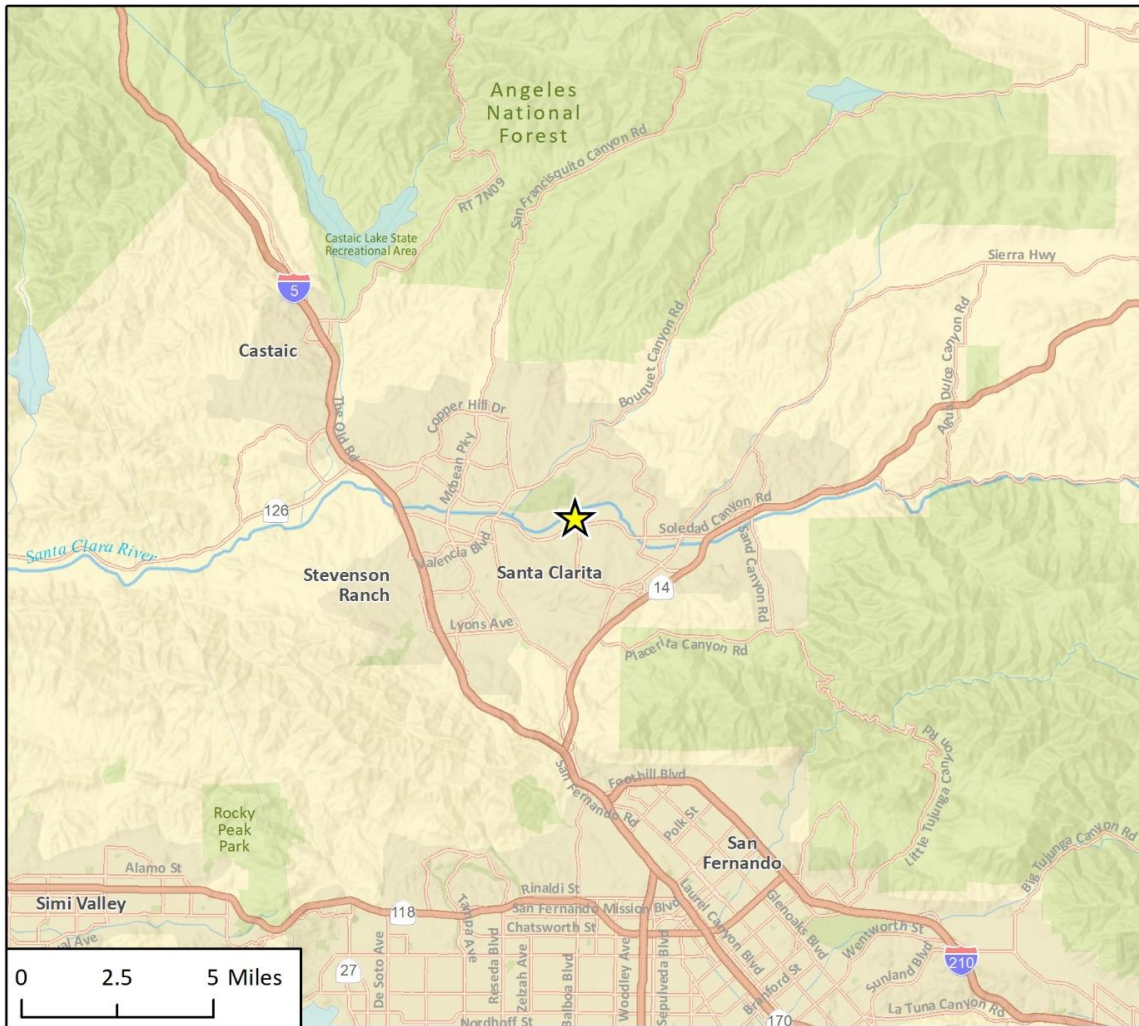 Angeles
National
Forest
San Francisquito Canyon Rd
RT 7N09
Castaic Lake State
Recreational Area
Sierra Hwy
5
Bouquet Canyon Rd
Agua Dulce Canyon Rd
Castaic
The Old Rd
Copper Hill Dr
Mcbean Pky
126
Soledad Canyon Rd
Sand Canyon Rd
Santa Clara River
Valencia Blvd
Stevenson
Ranch
Santa Clarita
14
Lyons Ave
Placerita Canyon Rd
Little Tujunga Canyon Rd
San Fernando Rd
Foothill Blvd
Rocky
Peak
Park
Polk St
San
Fernando
Big Tujunga Canyon Rd
Alamo St
Simi Valley
118
Tampa Ave
Rinaldi St
San Fernando Mission Blvd
Chatsworth St
Laurel Canyon Blvd
Glenoaks Blvd
Wentworth St
210
Sunland Blvd
La Tuna Canyon Rd
Branford St
170
27
De Soto Ave
Reseda Blvd
Zelzah Ave
Balboa Blvd
Woodley Ave
Sepulveda Blvd
Nordhoff St
Ave
0 2.5 5 Miles